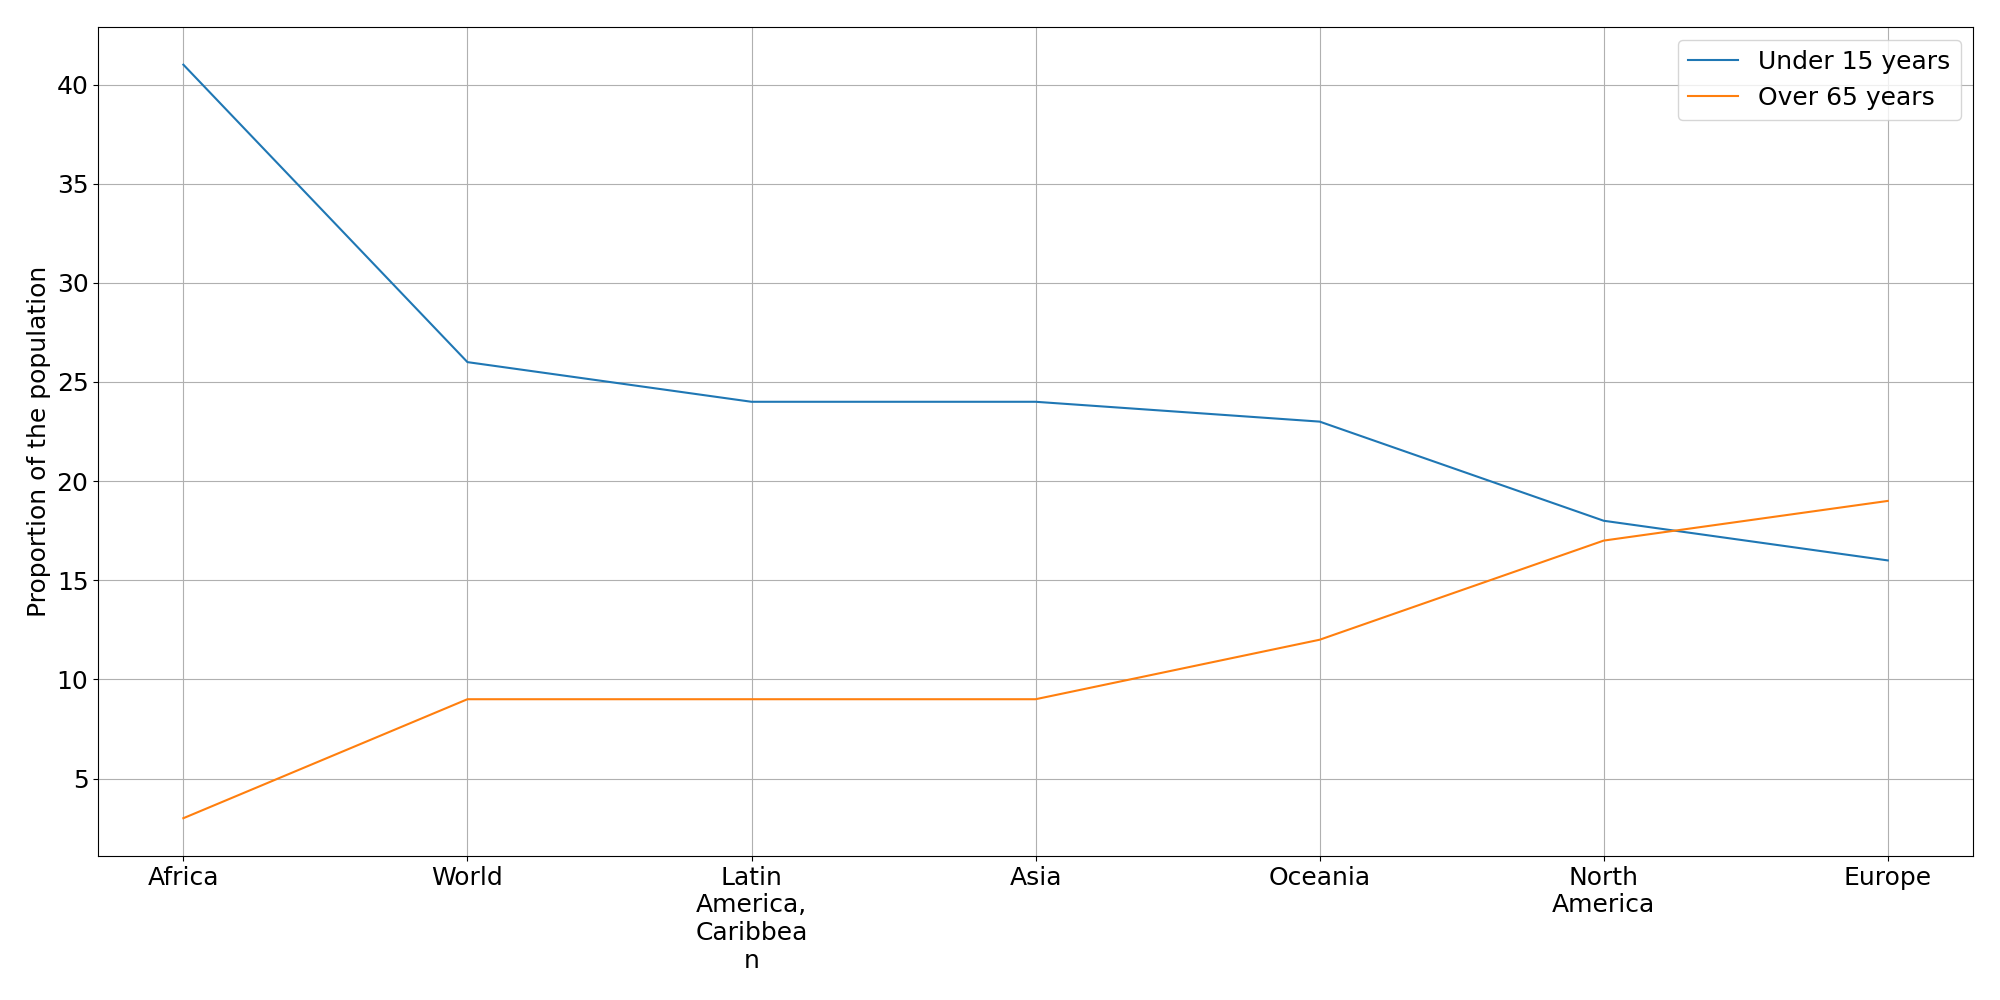 Under 15 years
Over 65 years
Proportion of the population
40
35
30
25
20
15
10
5
Africa
World
Latin
America,
Caribbea
n
Asia
Oceania
North
America
Europe